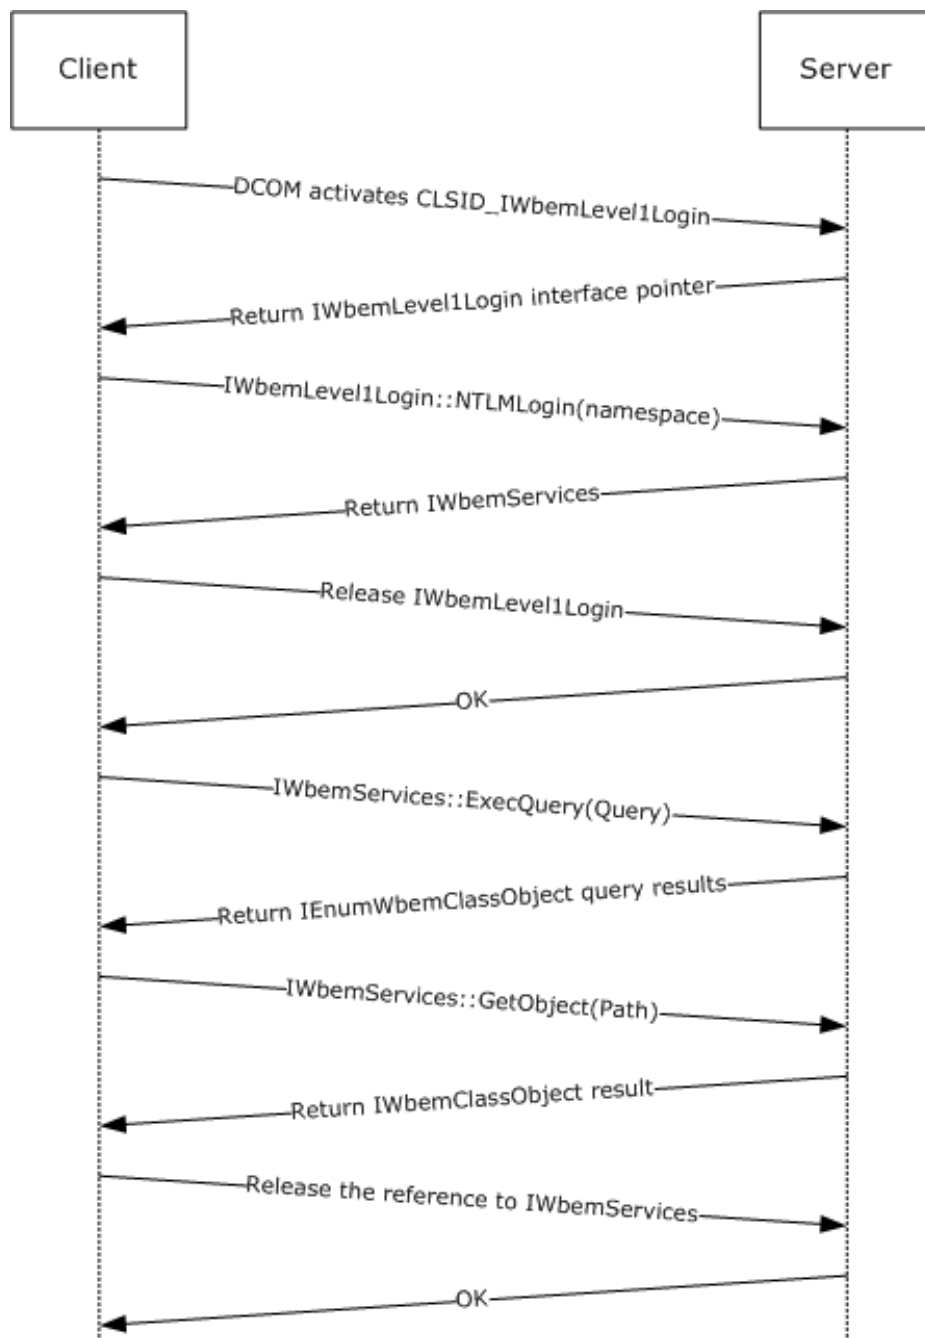 Client
Server
DCOM activates CLSID_IWbemLevel1Login
Return IWbemLevel1Login interface pointer
IWbemLevel1Login::NTLMLogin(namespace)
Return IWbemServices
Release IWbemLevel1Login
OK
IWbemServices::ExecQuery(Query)
Return IEnumWbemClassObject query results
IWbemServices::GetObject(Path)
Return IWbemClassObject result
Release the reference to IWbemServices
OK